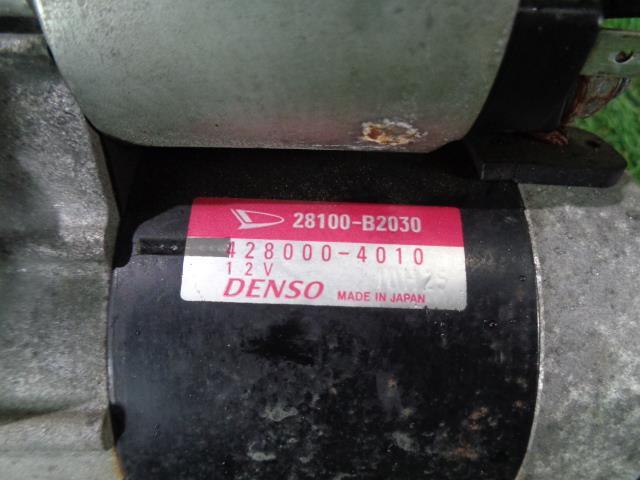 28100-B2030
428000-4010
12V
DENSO MADE IN JAPAN